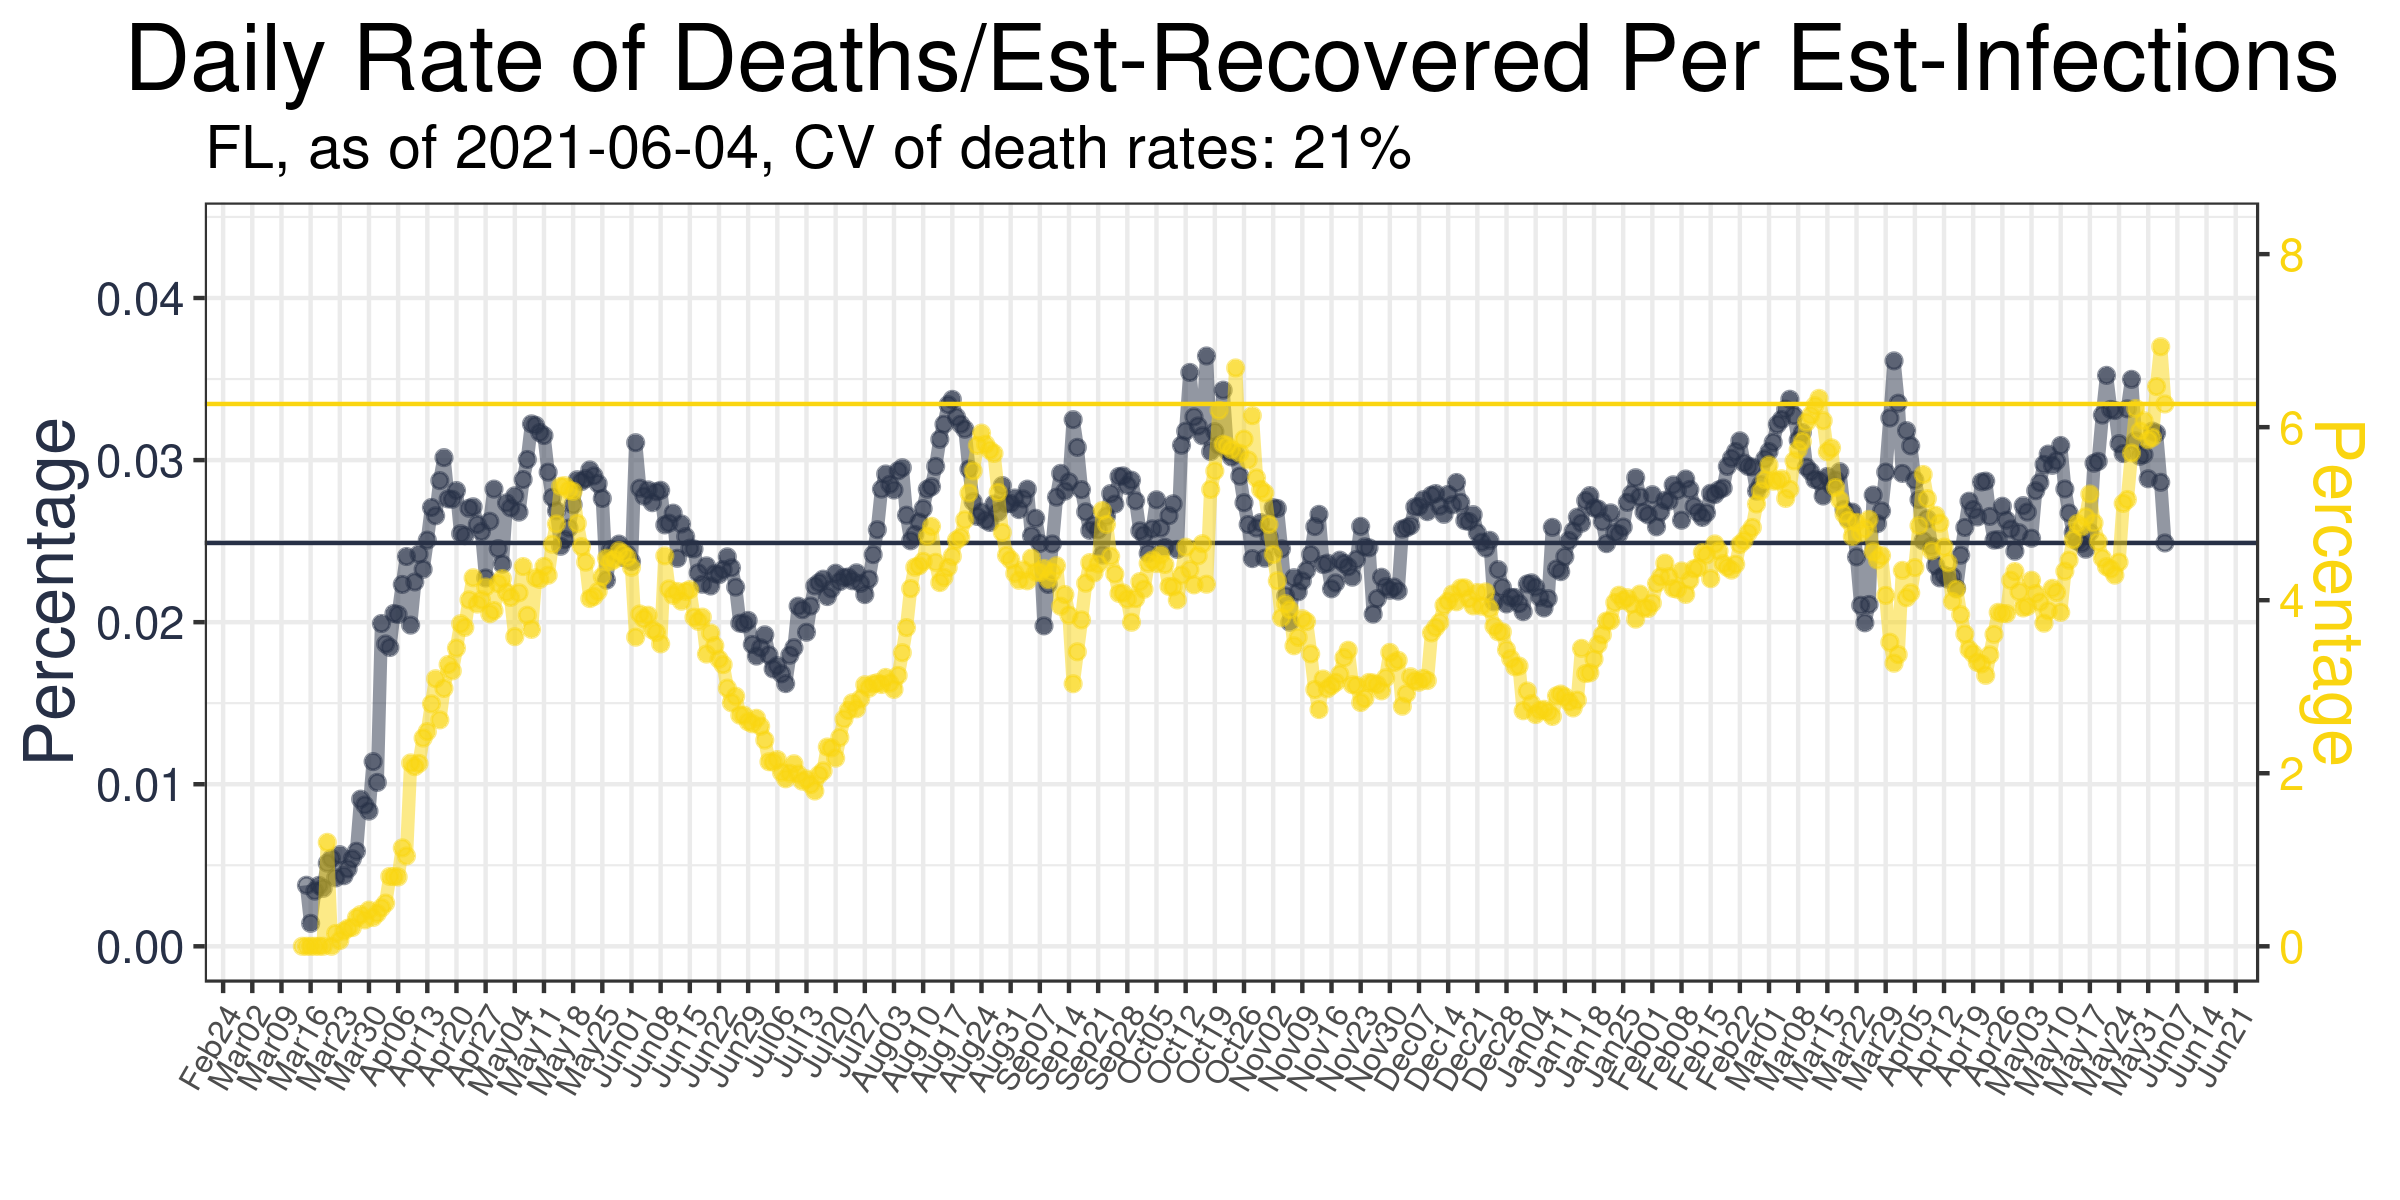 Daily Rate of Deaths/Est-Recovered Per Est-Infections
FL, as of 2021-06-04, CV of death rates: 21%
Percentage
0.04
0.03
0.02
0.01
0.00
8
6
4
2
0
Percentage
Feb24
Mar02
Mar09
Mar16
Mar23
Mar30
Apr06
Apr13
Apr20
Apr27
May04
May11
May18
May25
Jun01
Jun08
Jun15
Jun22
Jun29
Jul06
Jul13
Jul20
Jul27
Aug03
Aug10
Aug17
Aug24
Aug31
Sep07
Sep14
Sep21
Sep28
Oct05
Oct12
Oct19
Oct26
Nov02
Nov09
Nov16
Nov23
Nov30
Dec07
Dec14
Dec21
Dec28
Jan04
Jan11
Jan18
Jan25
Feb01
Feb08
Feb15
Feb22
Mar01
Mar08
Mar15
Mar22
Mar29
Apr05
Apr12
Apr19
Apr26
May03
May10
May17
May24
May31
Jun07
Jun14
Jun21